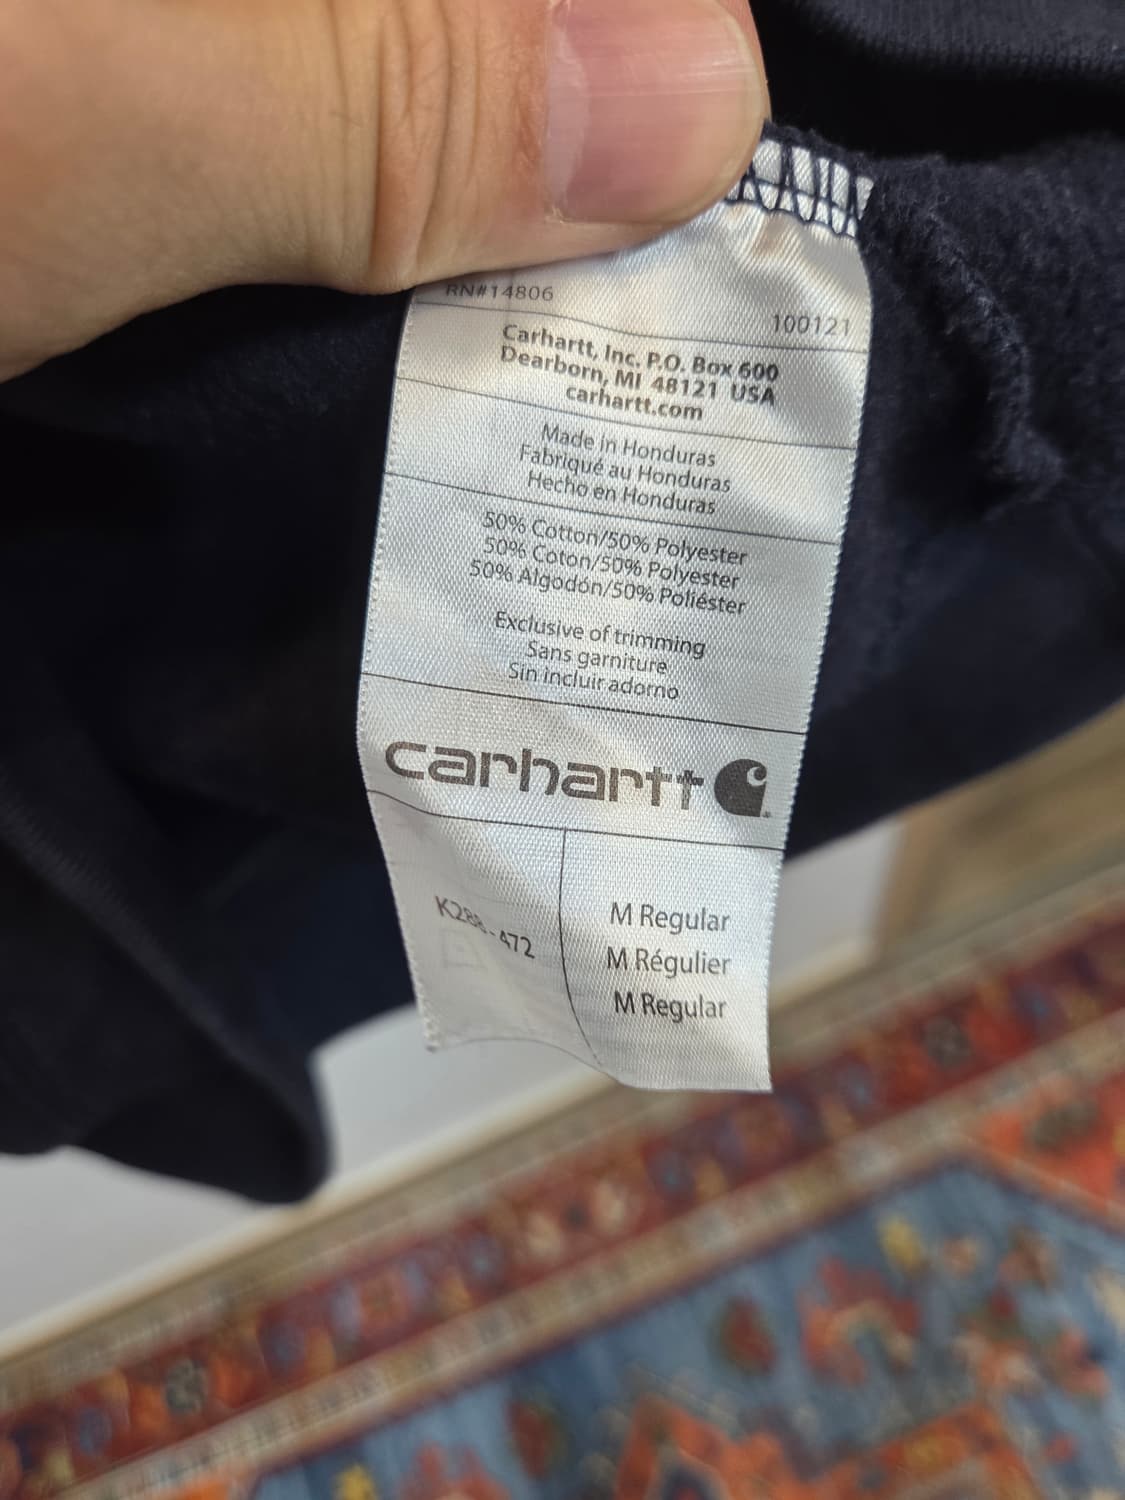 RN#14806
100121
Carhartt, Inc. P.O. Box 600
Dearborn, MI 48121 USA
carhartt.com
Made in Honduras
Fabriqué au Honduras
Hecho en Honduras
50% Cotton/50% Polyester
50% Coton/50% Polyester
50% Algodón/50% Poliéster
Exclusive of trimming
Sans garniture
Sin incluir adorno
carhartt
K288-472
M Regular
M Régulier
M Regular